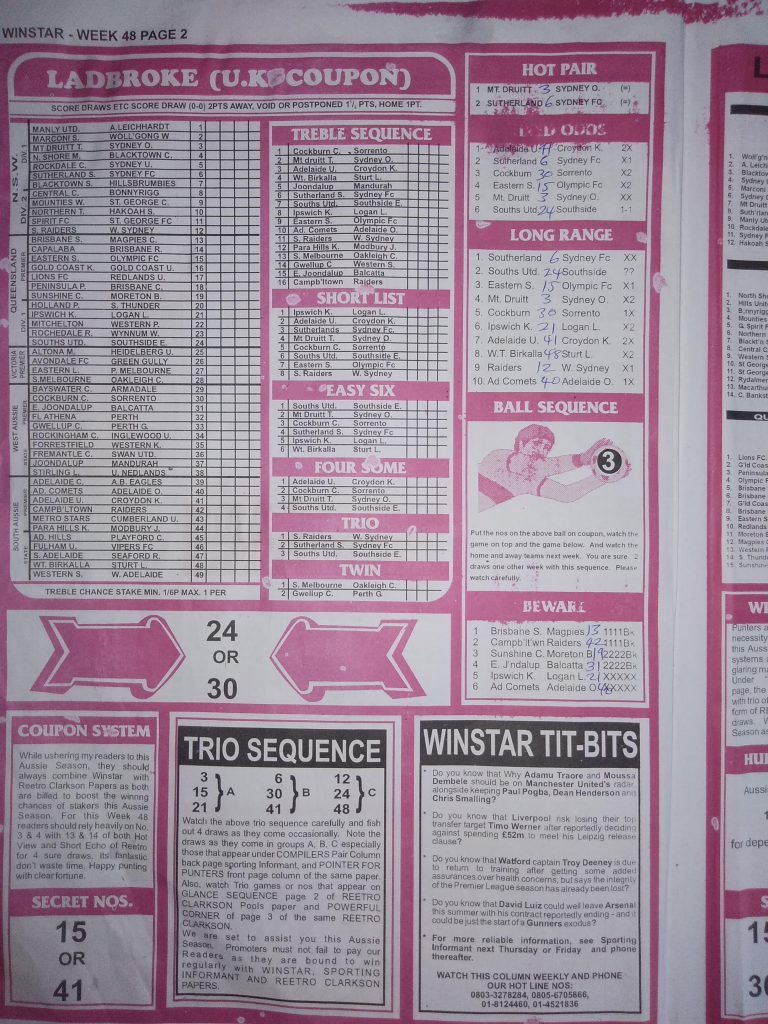 WINSTAR - WEEK 48 PAGE 2
LADBROKE (U.K. COUPON)
SCORE DRAWS ETC SCORE DRAW (0-0) 2PTS AWAY, VOID OR POSTPONED 1½, PTS, HOME 1PT.
N.S.W.
DIV. 1
MANLY UTD. A.LEICHHARDT 1
MARCONI S. WOLL'GONG W 2
MT.DRUITT T. SYDNEY O. 3
N. SHORE M. BLACKTOWN C. 4
ROCKDALE C. SYDNEY U. 5
SUTHERLAND S. SYDNEY FC 6
DIV. 2
BLACKTOWN S. HILLSBRUMBIES 7
CENTRAL C. BONNYRIGG 8
MOUNTIES W. ST. GEORGE C. 9
NORTHERN T. HAKOAH S. 10
SPIRIT FC ST. GEORGE FC 11
S. RAIDERS W. SYDNEY 12
QUEENSLAND
PREMIER
BRISBANE S. MAGPIES C. 13
CAPALABA BRISBANE R. 14
EASTERN S. OLYMPIC FC 15
GOLD COAST K. GOLD COAST U. 16
LIONS FC REDLANDS U. 17
PENINSULA P. BRISBANE C. 18
SUNSHINE C. MORETON B. 19
DIV. 1
HOLLAND P. S. THUNDER 20
IPSWICH K. LOGAN L. 21
MITCHELTON WESTERN P. 22
ROCHEDALE R. WYNNUM W. 23
SOUTHS UTD. SOUTHSIDE E. 24
VICTORIA
PREMIER
ALTONA M. HEIDELBERG U. 25
AVONDALE FC GREEN GULLY 26
EASTERN L. P. MELBOURNE 27
S.MELBOURNE OAKLEIGH C. 28
WEST AUSSIE
PREMIER
BAYSWATER C. ARMADALE 29
COCKBURN C. SORRENTO 30
E. JOONDALUP BALCATTA 31
FL. ATHENA PERTH 32
GWELLUP C. PERTH G. 33
ROCKINGHAM C. INGLEWOOD U. 34
STATE
FORRESTFIELD WESTERN K. 35
FREMANTLE C. SWAN UTD. 36
JOONDALUP MANDURAH 37
STIRLING L. U. NEDLANDS 38
SOUTH AUSSIE
PREMIER
ADELAIDE C. A.B. EAGLES 39
AD. COMETS ADELAIDE O. 40
ADELAIDE U. CROYDON K. 41
CAMPB'LTOWN RAIDERS 42
METRO STARS CUMBERLAND U. 43
PARA HILLS K MODBURY J. 44
STATE
AD. HILLS PLAYFORD C. 45
FULHAM U. VIPERS FC 46
S. ADELAIDE SEAFORD R. 47
WT. BIRKALLA STURT L. 48
WESTERN S. W. ADELAIDE 49
TREBLE CHANCE STAKE MIN. 1/6P MAX. 1 PER
TREBLE SEQUENCE
1 Cockburn C. Sorrento
2 Mt druitt T. Sydney O.
3 Adelaide U. Croydon K.
4 Wt. Birkalla Sturt L.
5 Joondalup Mandurah
6 Sutherland S. Sydney Fc
7 Souths Utd. Southside E.
8 Ipswich K. Logan L.
9 Eastern S. Olympic Fc
10 Ad. Comets Adelaide O.
11 S. Raiders W. Sydney
12 Para Hills K. Modbury J.
13 S. Melbourne Oakleigh C.
14 Gwellup C Western S.
15 E. Joondalup Balcatta
16 Campb'ltown Raiders
SHORT LIST
1 Ipswich K. Logan L.
2 Adelaide U. Croydon K.
3 Sutherlands Sydney Fc.
4 Mt Druitt T. Sydney O.
5 Cockburn C. Sorrento
6 Souths Utd. Southside E.
7 Eastern S. Olympic Fc
8 S. Raiders W. Sydney
EASY SIX
1 Souths Utd. Southside E.
2 Mt Druitt T. Sydney O.
3 Cockburn C. Sorrento
4 Sutherland S. Sydney Fc
5 Ipswich K. Logan L.
6 Wt. Birkalla Sturt L.
FOUR SOME
1 Adelaide U. Croydon K.
2 Cockburn C. Sorrento
3 Mt Druitt T. Sydney O.
4 Souths Utd. Southside E.
TRIO
1 S. Raiders W. Sydney
2 Sutherland S. Sydney Fc
3 Souths Utd. Southside E.
TWIN
1 S. Melbourne Oakleigh C.
2 Gwellup C. Perth G
HOT PAIR
1 MT. DRUITT 3 SYDNEY O. (=)
2 SUTHERLAND 6 SYDNEY FC (=)
ODDS
1 Adelaide U. 41 Croydon K. 2X
2 Sutherland 6 Sydney Fc X1
3 Cockburn 30 Sorrento X2
4 Eastern S. 15 Olympic Fc X2
5 Mt. Druitt 3 Sydney O. XX
6 Souths Utd 24 Southside 1-1
LONG RANGE
1. Southerland 6 Sydney Fc XX
2. Souths Utd. 24 Southside ??
3. Eastern S. 15 Olympic Fc X1
4. Mt. Druitt 3 Sydney O. X2
5. Cockburn 30 Sorrento 1X
6. Ipswich K. 21 Logan L. X2
7. Adelaide U. 41 Croydon K. 2X
8. W.T. Birkalla 48 Sturt L. X2
9 Raiders 12 W. Sydney X1
10. Ad Comets 40 Adelaide O. 1X
BALL SEQUENCE
3
Put the nos on the above ball on coupon, watch the
game on top and the game below. And watch the
home and away teams next week. You are sure 2
draws one other week with this sequence. Please
watch carefully.
BEWARE
1 Brisbane S. Magpies 13 1111Bk
2 Campb'it'wn Raiders 42 1111Bk
3 Sunshine C. Moreton B 19 2222Bk
4 E. J'ndalup Balcatta 31 2222Bk
5 Ipswich K. Logan L. 21 XXXXX
6 Ad Comets Adelaide O 40 XXXXX
24
OR
30
COUPON SYSTEM
While ushering my readers to this
Aussie Season, they should
always combine Winstar with
Reetro Clarkson Papers as both
are billed to boost the winnng
chances of stakers this Aussie
Season. For this Week 48
readers should rely heavily on No.
3 & 4 with 13 & 14 of both Hot
View and Short Echo of Reetro
for 4 sure draws. Its fantastic
don't waste time. Happy punting
with clear fortune.
SECRET NOS.
15
OR
41
TRIO SEQUENCE
3 6 12
15 A 30 B 24 C
21 41 48
Watch the above trio sequence carefully and fish
out 4 draws as they come occasionally. Note the
draws as they come in groups A, B, C especially
those that appear under COMPILERS Pair Column
back page sporting Informant, and POINTER FOR
PUNTERS front page column of the same paper.
Also, watch Trio games or nos that appear on
GLANCE SEQUENCE page 2 of REETRO
CLARKSON Pools paper and POWERFUL
CORNER of page 3 of the same REETRO
CLARKSON.
We are set to assist you this Aussie
Season. Promoters must not fail to pay our
Readers as they are bound to win
regularly with WINSTAR, SPORTING
INFORMANT AND REETRO CLARKSON
PAPERS.
WINSTAR TIT-BITS
* Do you know that Why Adamu Traore and Moussa
Dembele should be on Manchester United's radar
alongside keeping Paul Pogba, Dean Henderson and
Chris Smalling?
* Do you know that Liverpool risk losing their top
transfer target Timo Werner after reportedly deciding
against spending £52m to meet his Leipzig release
clause?
* Do you know that Watford captain Troy Deeney is due
to return to training after getting some added
assurances over health concerns, but says the integrity
of the Premier League season has already been lost?
* Do you know that David Luiz could well leave Arsenal
this summer with his contract reportedly ending - and it
could be just the start of a Gunners exodus?
* For more reliable information, see Sporting
Informant next Thursday or Friday and phone
thereafter.
WATCH THIS COLUMN WEEKLY AND PHONE
OUR HOT LINE NOS:
0803-3278284, 0805-6705866,
01-8124460, 01-4521836